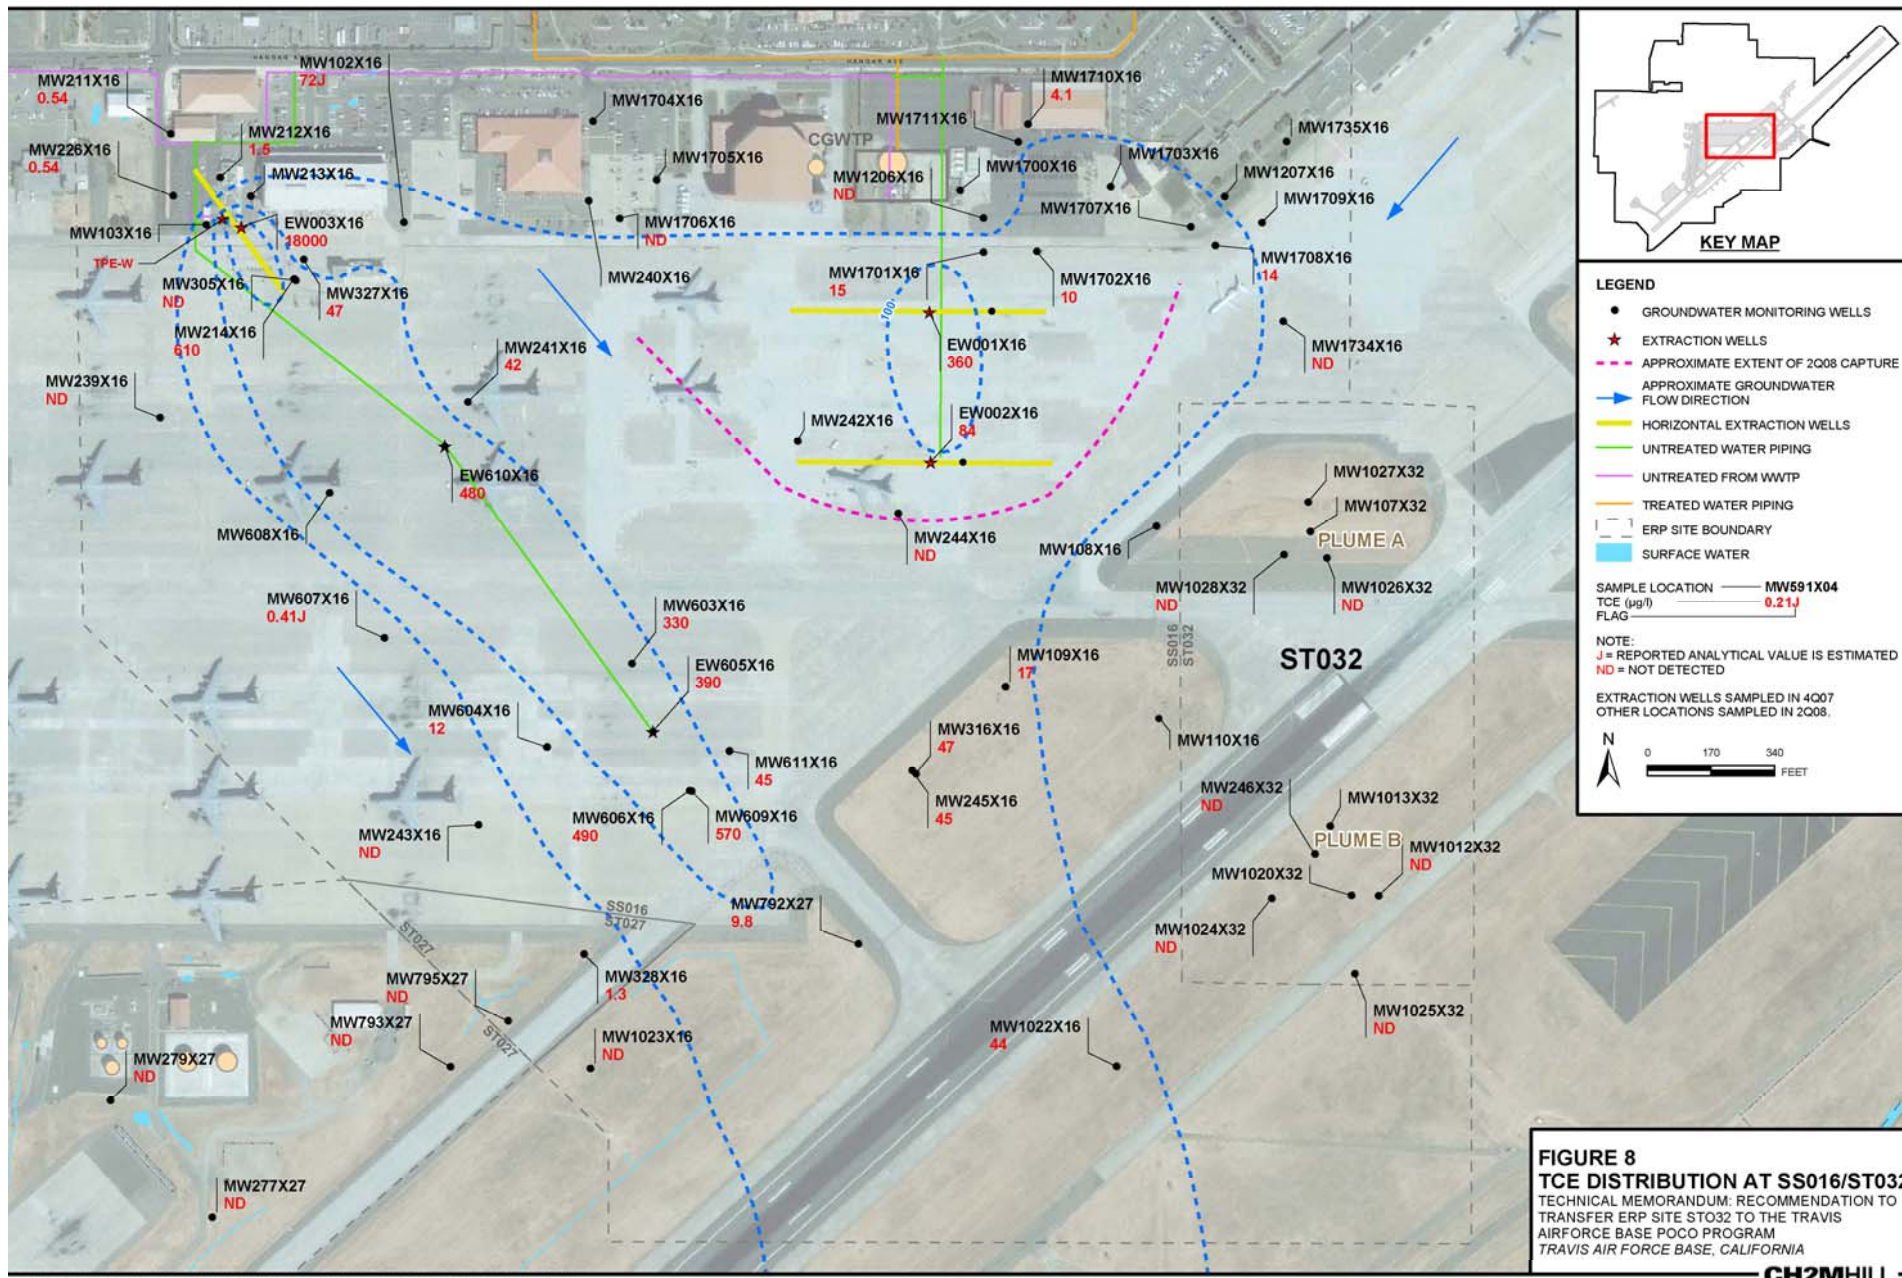 HANGAR AVE
MW211X16
0.54
MW102X16
72J
MW1704X16
MW1710X16
4.1
MW212X16
1.5
MW226X16
0.54
MW213X16
MW1705X16
CGWTP
MW1711X16
MW1206X16
ND
MW1700X16
MW1703X16
MW1735X16
MW1207X16
MW103X16
EW003X16
18000
MW1706X16
ND
MW1707X16
MW1709X16
TPE-W
MW305X16
ND
MW327X16
47
MW240X16
MW1701X16
15
MW1702X16
10
MW1708X16
14
MW214X16
610
100'
MW241X16
42
EW001X16
360
MW1734X16
ND
MW239X16
ND
MW242X16
EW002X16
84
EW610X16
480
MW608X16
MW244X16
ND
MW108X16
MW1027X32
MW107X32
PLUME A
MW1028X32
ND
MW1026X32
ND
MW607X16
0.41J
MW603X16
330
SS016
ST032
ST032
MW109X16
17
EW605X16
390
MW604X16
12
MW316X16
47
MW110X16
MW611X16
45
MW245X16
45
MW246X32
ND
MW1013X32
PLUME B
MW606X16
490
MW609X16
570
MW243X16
ND
MW1012X32
ND
MW1020X32
SS016
ST027
ST027
MW792X27
9.8
MW1024X32
ND
MW795X27
ND
MW328X16
1.3
MW793X27
ND
ST027
MW1023X16
ND
MW1022X16
44
MW1025X32
ND
MW279X27
ND
MW277X27
ND
KEY MAP
LEGEND
GROUNDWATER MONITORING WELLS
EXTRACTION WELLS
APPROXIMATE EXTENT OF 2Q08 CAPTURE
APPROXIMATE GROUNDWATER
FLOW DIRECTION
HORIZONTAL EXTRACTION WELLS
UNTREATED WATER PIPING
UNTREATED FROM WWTP
TREATED WATER PIPING
ERP SITE BOUNDARY
SURFACE WATER
SAMPLE LOCATION MW591X04
TCE (µg/l) 0.21J
FLAG
NOTE:
J = REPORTED ANALYTICAL VALUE IS ESTIMATED
ND = NOT DETECTED
EXTRACTION WELLS SAMPLED IN 4Q07
OTHER LOCATIONS SAMPLED IN 2Q08.
N
0 170 340
FEET
FIGURE 8
TCE DISTRIBUTION AT SS016/ST032
TECHNICAL MEMORANDUM: RECOMMENDATION TO
TRANSFER ERP SITE STO32 TO THE TRAVIS
AIRFORCE BASE POCO PROGRAM
TRAVIS AIR FORCE BASE, CALIFORNIA
CH2MHILL